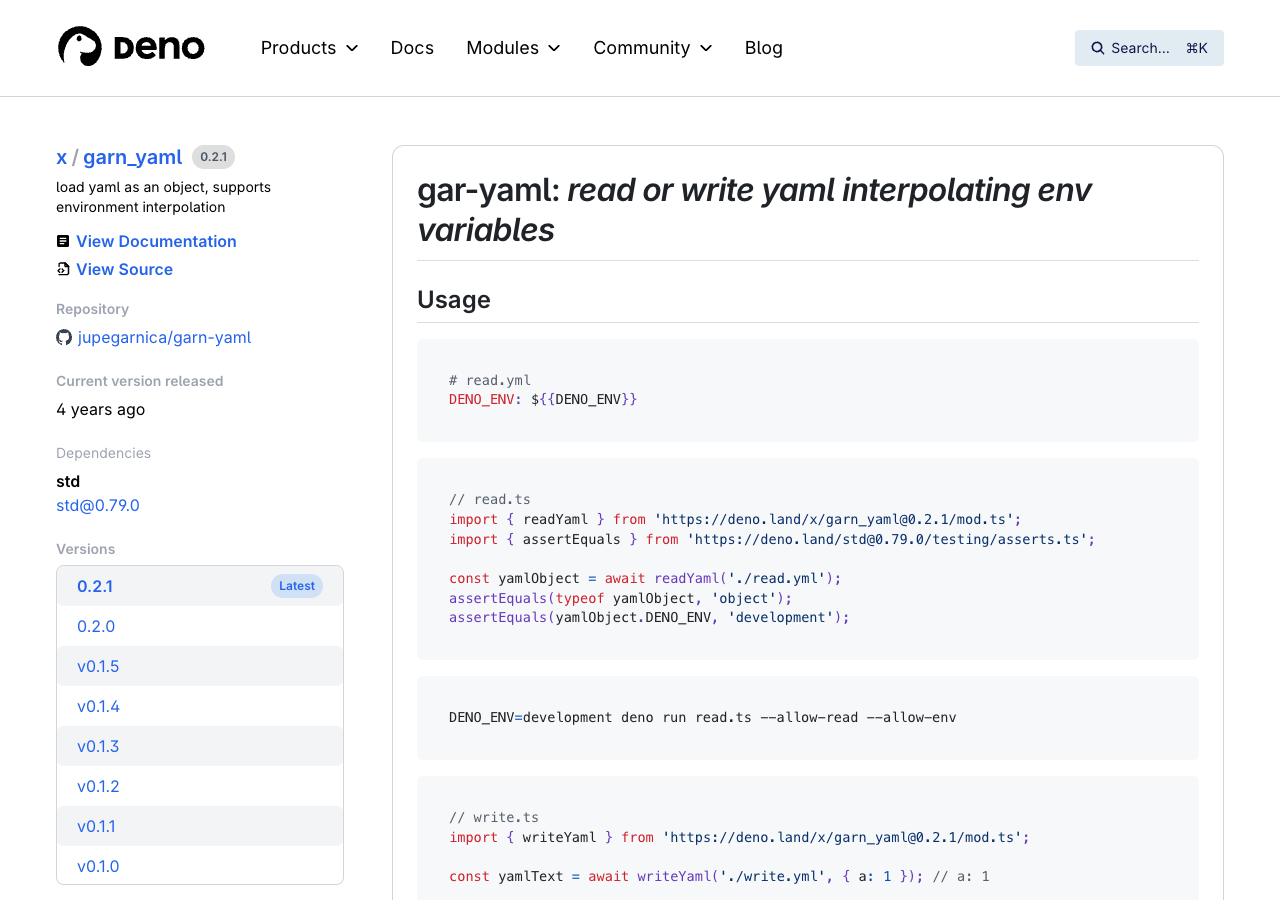 DENO
Products
Docs
Modules
Community
Blog
Search... ⌘K
x / garn_yaml 0.2.1
load yaml as an object, supports
environment interpolation
View Documentation
View Source
Repository
jupegarnica/garn-yaml
Current version released
4 years ago
Dependencies
std
std@0.79.0
Versions
0.2.1 Latest
0.2.0
v0.1.5
v0.1.4
v0.1.3
v0.1.2
v0.1.1
v0.1.0
gar-yaml: read or write yaml interpolating env
variables
Usage
# read.yml
DENO_ENV: ${{DENO_ENV}}
// read.ts
import { readYaml } from 'https://deno.land/x/garn_yaml@0.2.1/mod.ts';
import { assertEquals } from 'https://deno.land/std@0.79.0/testing/asserts.ts';
const yamlObject = await readYaml('./read.yml');
assertEquals(typeof yamlObject, 'object');
assertEquals(yamlObject.DENO_ENV, 'development');
DENO_ENV=development deno run read.ts --allow-read --allow-env
// write.ts
import { writeYaml } from 'https://deno.land/x/garn_yaml@0.2.1/mod.ts';
const yamlText = await writeYaml('./write.yml', { a: 1 }); // a: 1